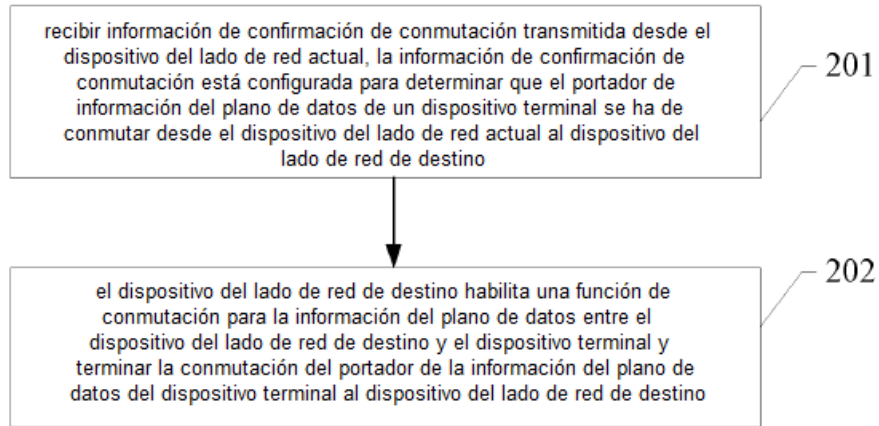 recibir información de confirmación de conmutación transmitida desde el
dispositivo del lado de red actual, la información de confirmación de
conmutación está configurada para determinar que el portador de
información del plano de datos de un dispositivo terminal se ha de
conmutar desde el dispositivo del lado de red actual al dispositivo del
lado de red de destino
201
el dispositivo del lado de red de destino habilita una función de
conmutación para la información del plano de datos entre el
dispositivo del lado de red de destino y el dispositivo terminal y
terminar la conmutación del portador de la información del plano de
datos del dispositivo terminal al dispositivo del lado de red de destino
202